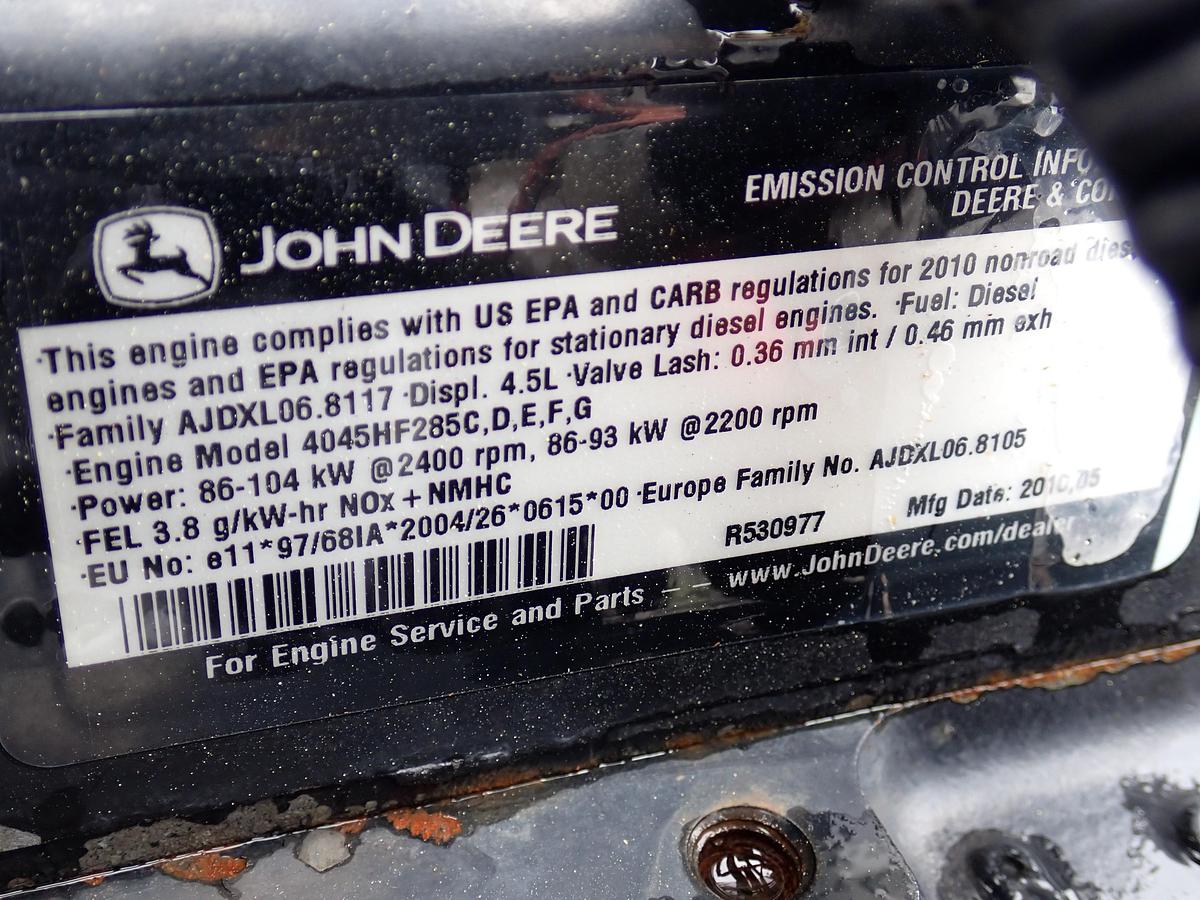 EMISSION CONTROL
DEERE &
JOHN DEERE
·This engine complies with US EPA and CARB regulations for 2010 nonroad
engines and EPA regulations for stationary diesel engines. ·Fuel: Diesel
·Family AJDXL06.8117 ·Displ. 4.5L ·Valve Lash: 0.36 mm int / 0.46 mm exh
·Engine Model 4045HF285C,D,E,F,G
·Power: 86-104 kW @2400 rpm, 86-93 kW @2200 rpm
·FEL 3.8 g/kW-hr NOx + NMHC
·EU No: e11*97/68IA*2004/26*0615*00 ·Europe Family No. AJDXL06.8105
R530977 Mfg Date: 2010,05
For Engine Service and Parts – – www.JohnDeere.com/dealer